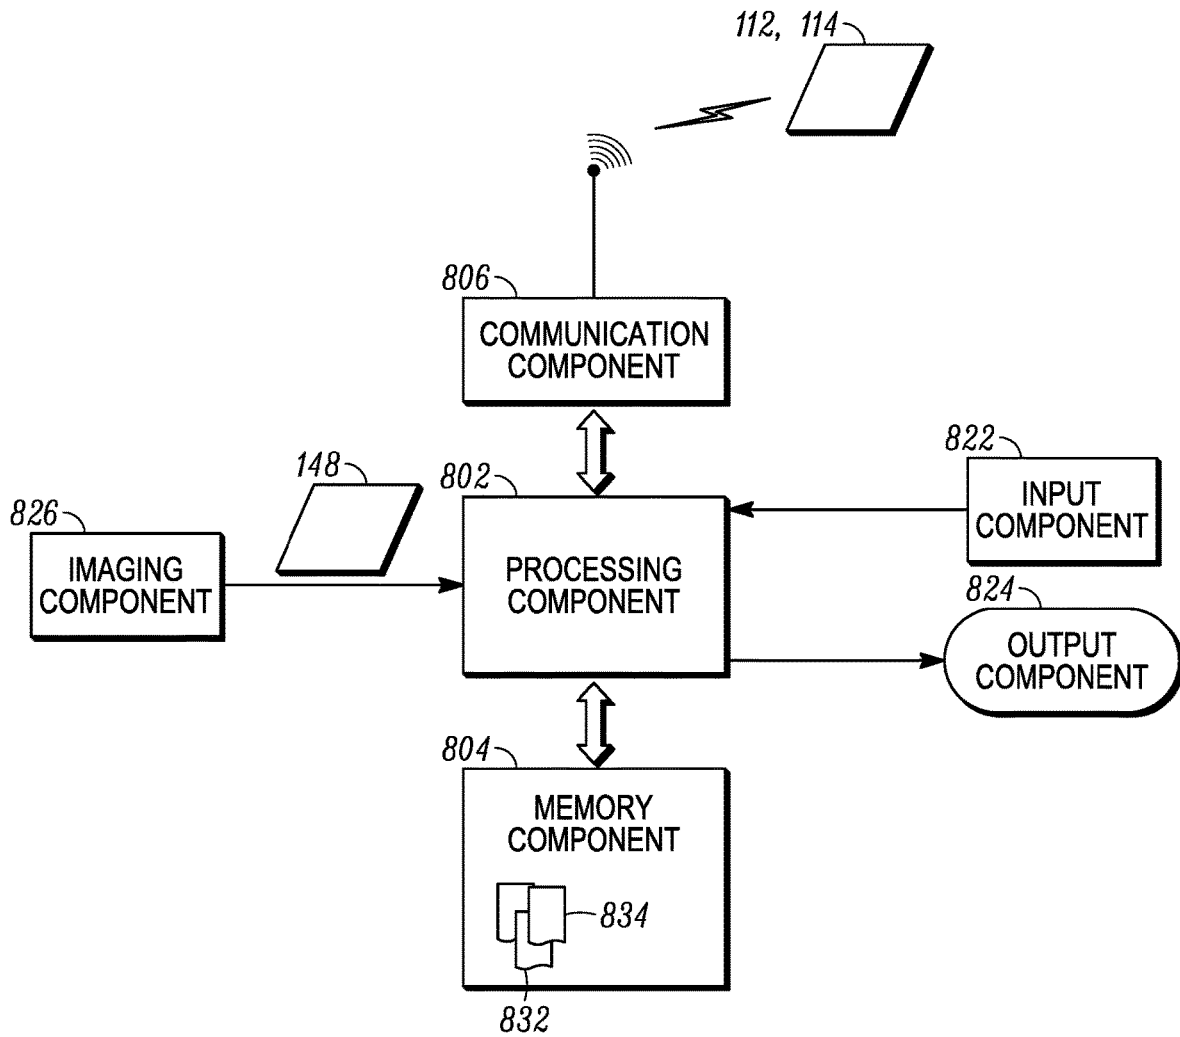 112, 114
806
COMMUNICATION
COMPONENT
148
802
822
INPUT
COMPONENT
826
IMAGING
COMPONENT
PROCESSING
COMPONENT
824
OUTPUT
COMPONENT
804
MEMORY
COMPONENT
834
832